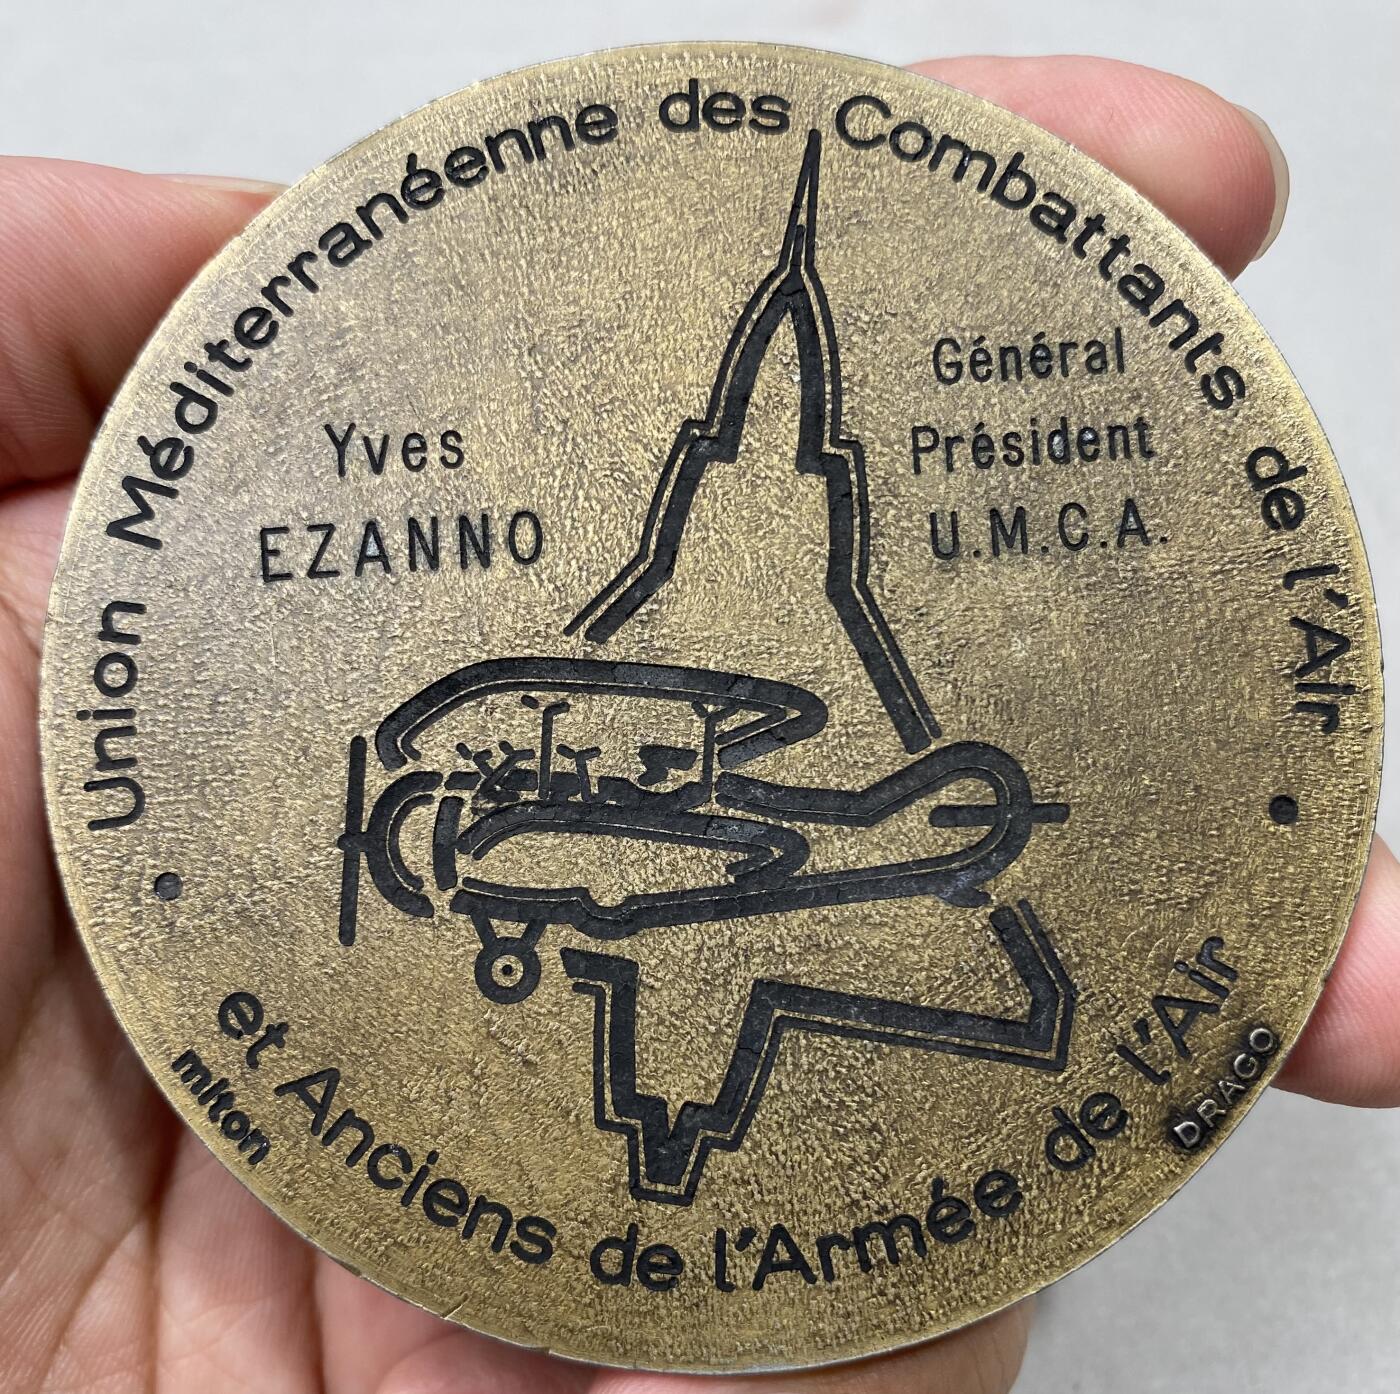 Union Méditerranéenne des Combattants de l'Air
Yves
EZANNO
Général
Président
U.M.C.A.
et Anciens de l'Armée de l'Air
miton
DRAGO